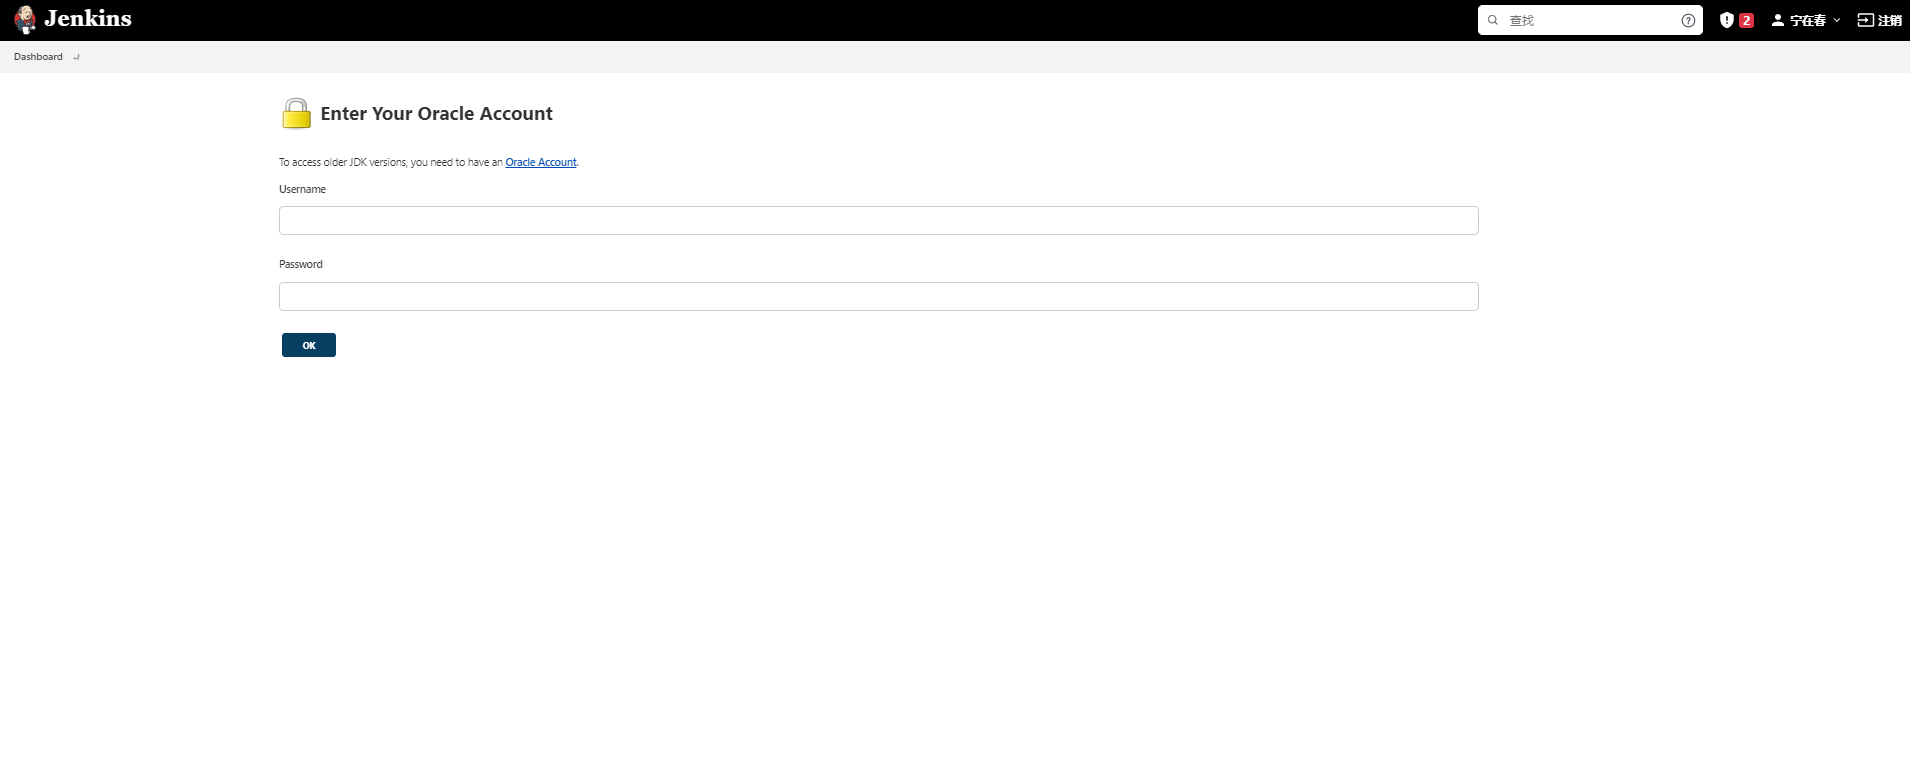 Jenkins
查找
2
宁在春
注销
Dashboard
Enter Your Oracle Account
To access older JDK versions, you need to have an Oracle Account.
Username
Password
OK